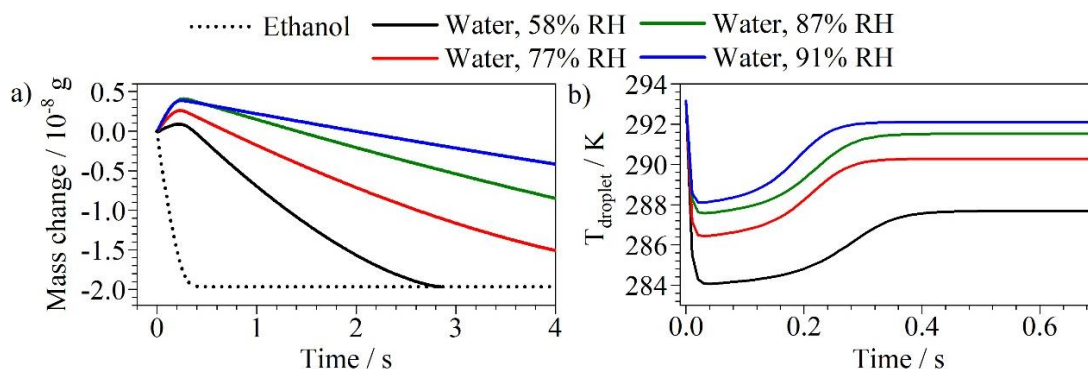 Ethanol
Water, 58% RH
Water, 87% RH
Water, 77% RH
Water, 91% RH
a)
Mass change / 10⁻⁸ g
0.5
0.0
-0.5
-1.0
-1.5
-2.0
0 1 2 3 4
Time / s
b)
T_droplet / K
294
292
290
288
286
284
0.0 0.2 0.4 0.6
Time / s